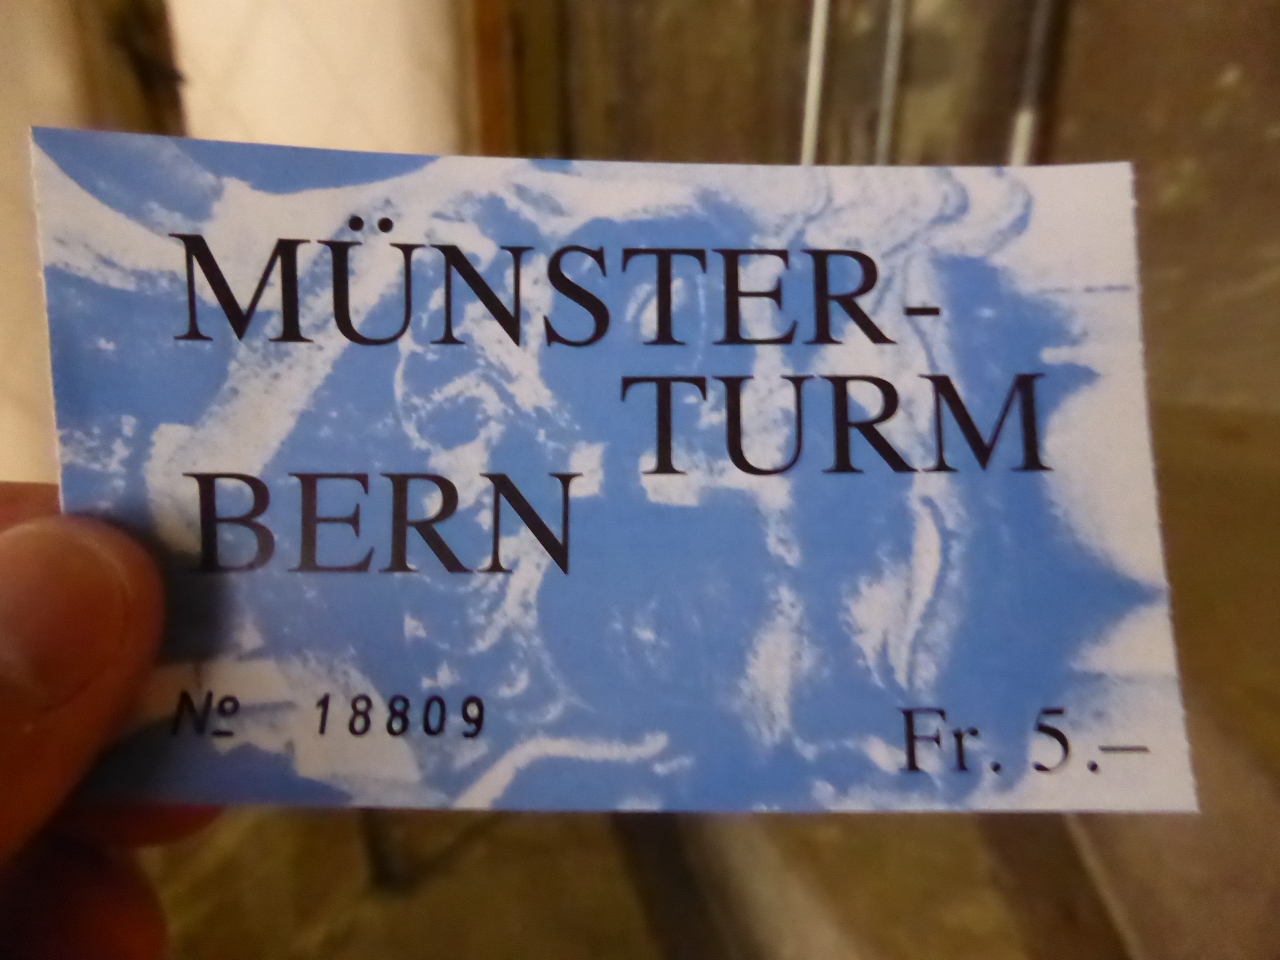 MÜNSTER-
TURM
BERN
Nº 18809
Fr. 5.–